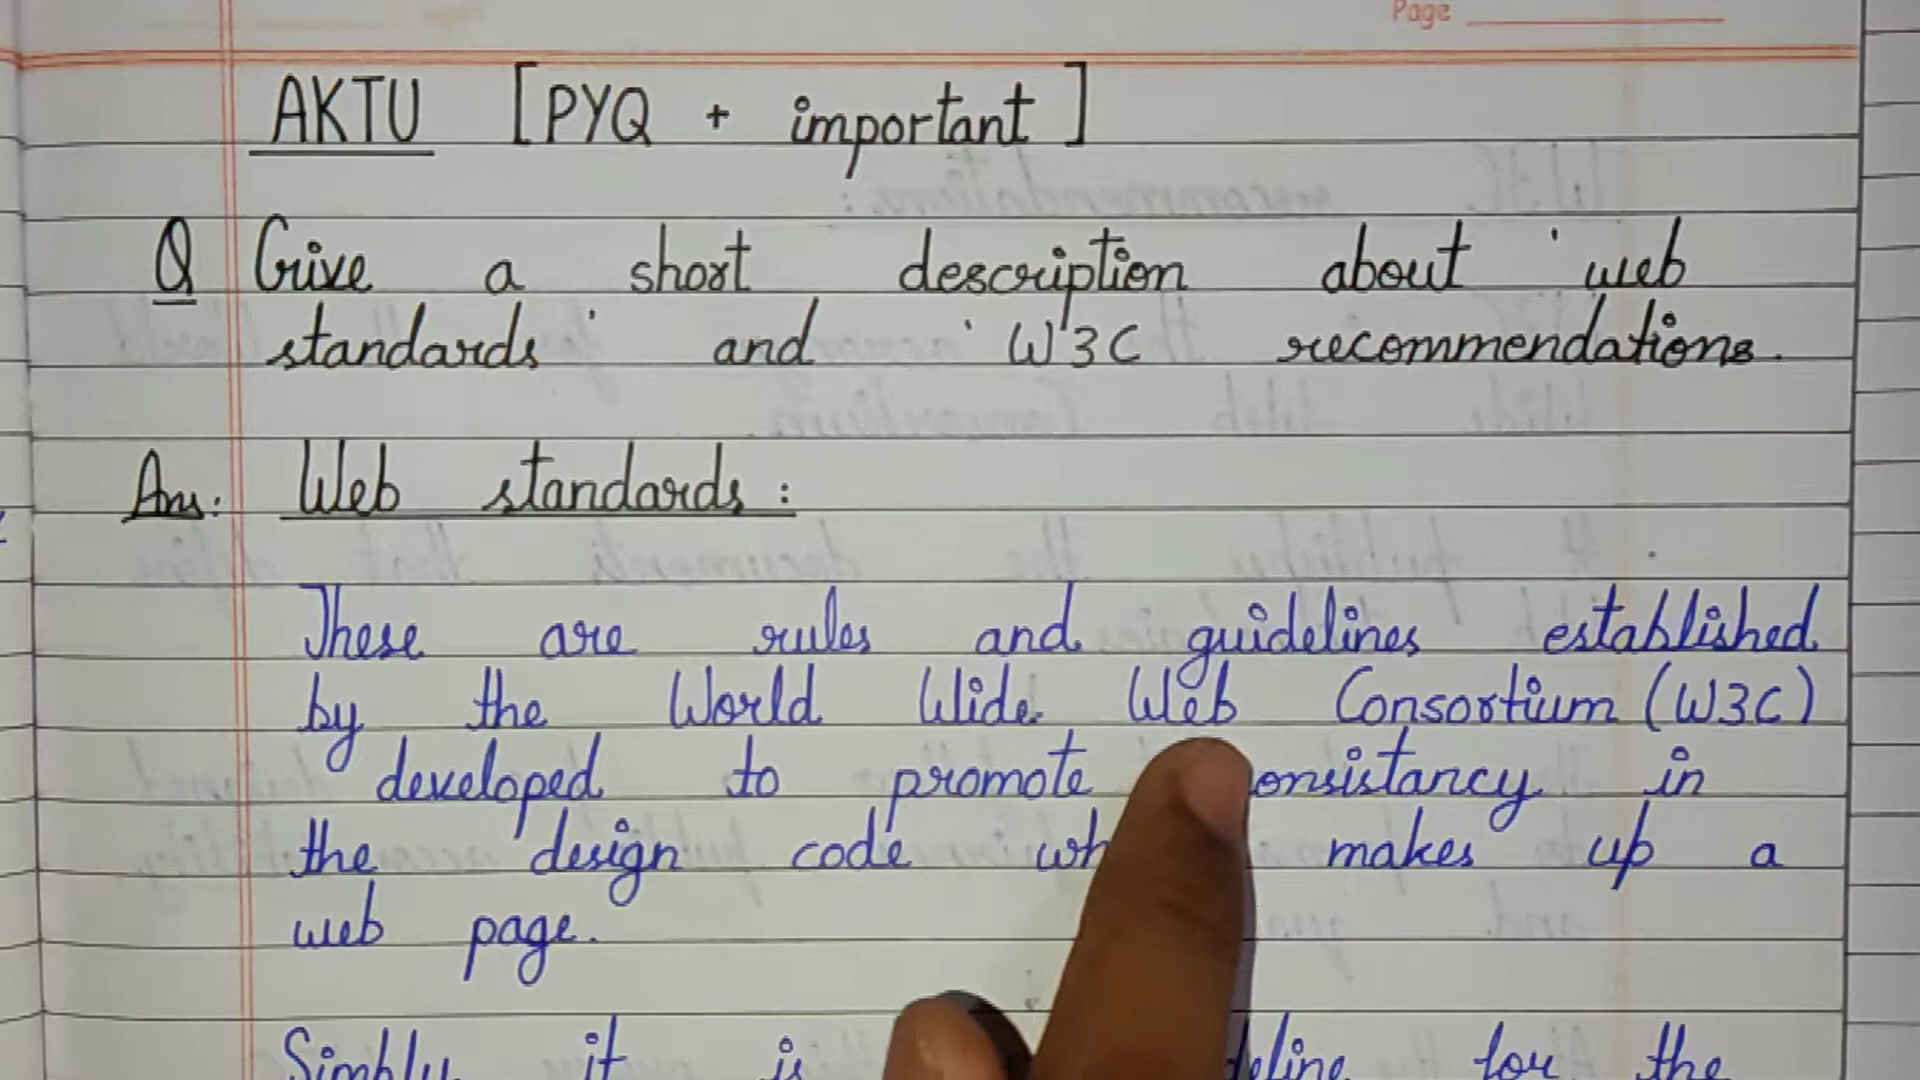 Page
AKTU [PYQ + important]
Q Give a short description about 'web
standards' and 'W3C recommendations.
Ans: Web standards:
These are rules and guidelines established
by the World Wide Web Consortium (W3C)
developed to promote consistancy in
the design code makes up a
web page.
Simply it is for the